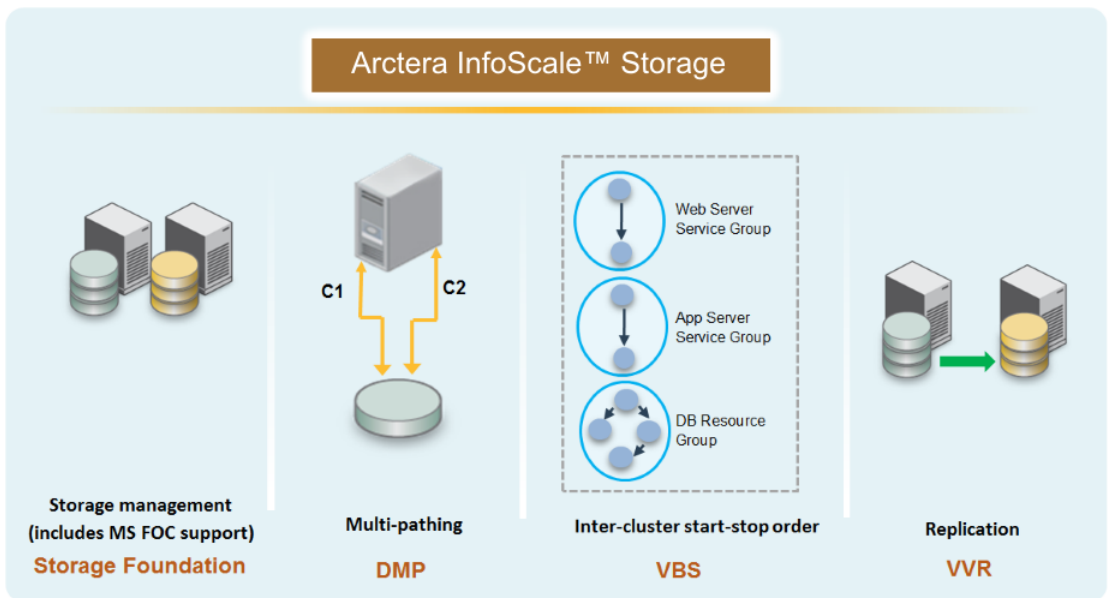 Arctera InfoScale™ Storage
Storage management
(includes MS FOC support)
Storage Foundation
C1
C2
Multi-pathing
DMP
Web Server
Service Group
App Server
Service Group
DB Resource
Group
Inter-cluster start-stop order
VBS
Replication
VVR